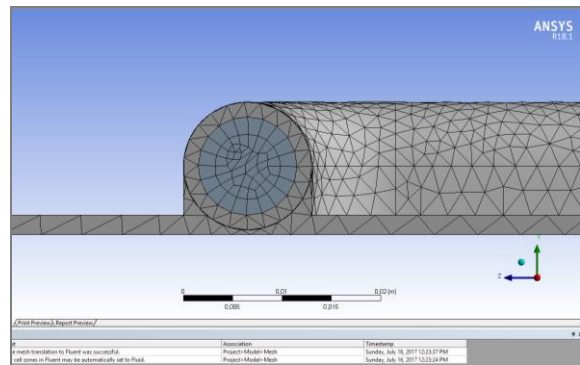 ANSYS
R18.1
Y
Z
0 0,01 0,02 (m)
0,005 0,015
Print Preview Report Preview
Association Timestamp
e mesh translation to Fluent was successful. Project>Model>Mesh Sunday, July 16, 2017 12:23:37 PM
cell zones in Fluent may be automatically set to Fluid. Project>Model>Mesh Sunday, July 16, 2017 12:23:24 PM